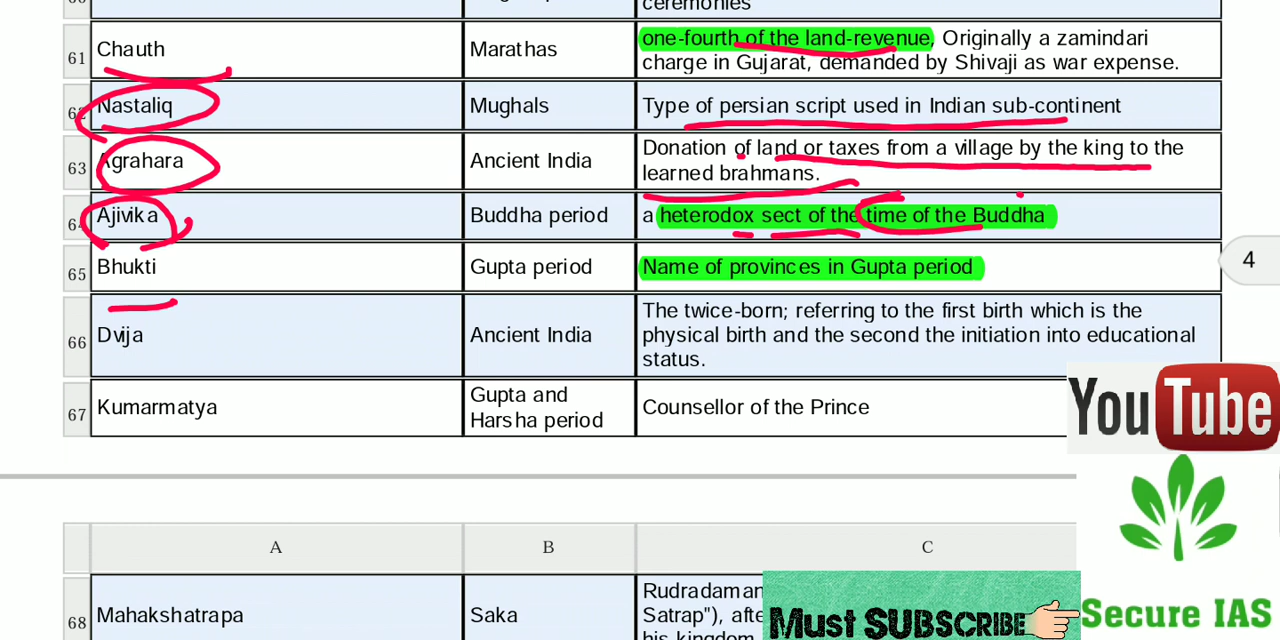 ceremonies
61 Chauth Marathas one-fourth of the land-revenue, Originally a zamindari
charge in Gujarat, demanded by Shivaji as war expense.
62 Nastaliq Mughals Type of persian script used in Indian sub-continent
63 Agrahara Ancient India Donation of land or taxes from a village by the king to the
learned brahmans.
64 Ajivika Buddha period a heterodox sect of the time of the Buddha
65 Bhukti Gupta period Name of provinces in Gupta period
4
66 Dvija Ancient India The twice-born; referring to the first birth which is the
physical birth and the second the initiation into educational
status.
67 Kumarmatya Gupta and
Harsha period Counsellor of the Prince
YouTube
A B C
68 Mahakshatrapa Saka Rudradaman
Satrap"), afte
his kingdom
Must SUBSCRIBE
Secure IAS